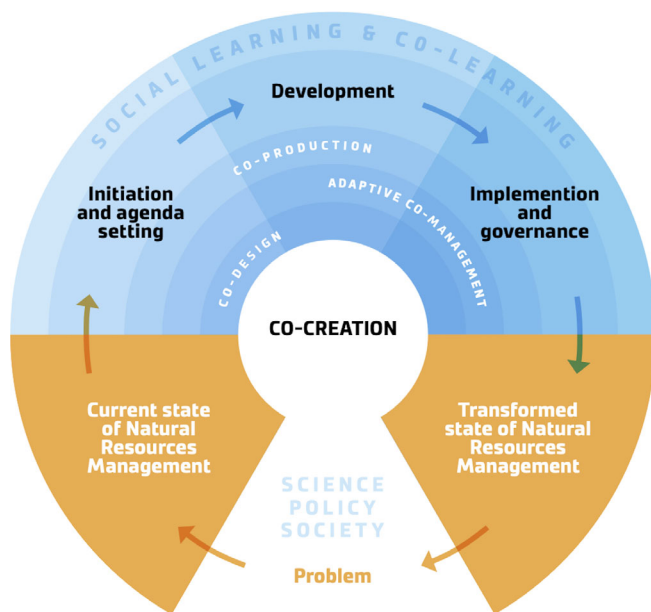 SOCIAL LEARNING & CO-LEARNING
Development
CO-PRODUCTION
ADAPTIVE CO-MANAGEMENT
Initiation
and agenda
setting
Implemention
and
governance
CO-DESIGN
CO-CREATION
Current state
of Natural
Resources
Management
Transformed
state of Natural
Resources
Management
SCIENCE
POLICY
SOCIETY
Problem